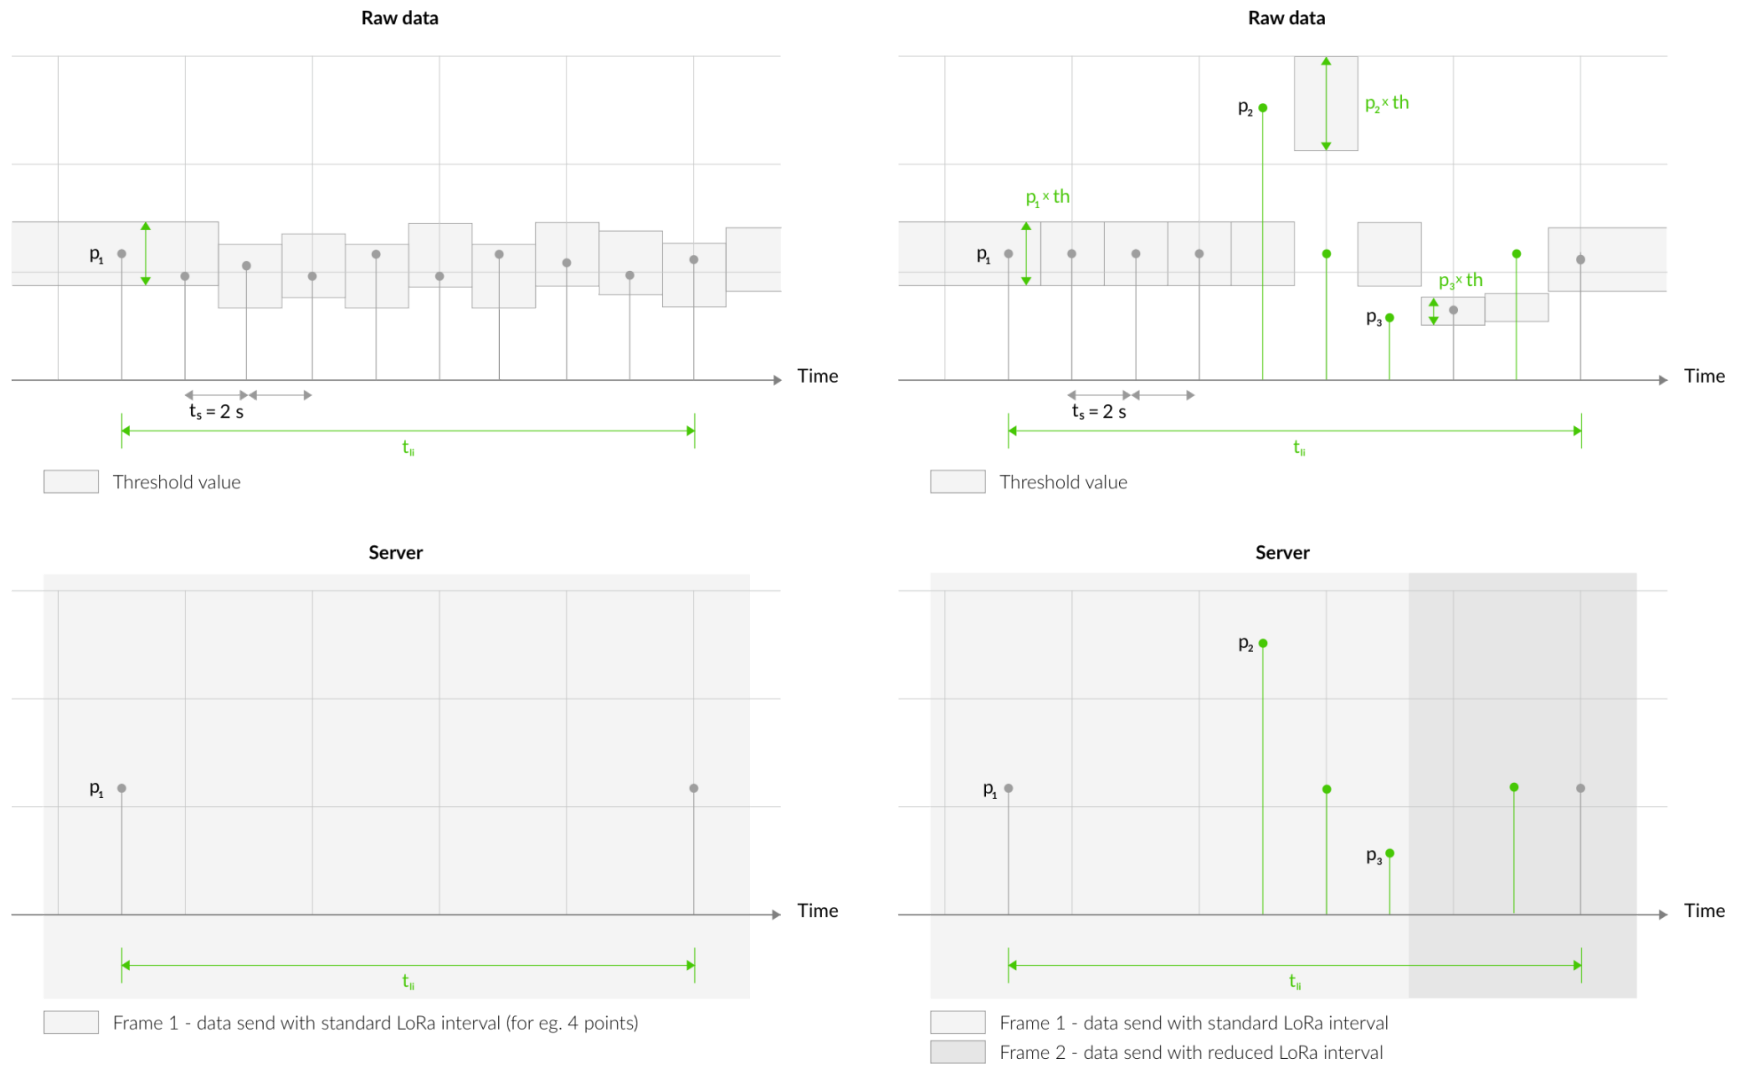 Raw data
p₁
Time
tₛ = 2 s
tₗᵢ
Threshold value
Raw data
p₂
p₂ × th
p₁ × th
p₁
p₃ × th
p₃
Time
tₛ = 2 s
tₗᵢ
Threshold value
Server
p₁
Time
tₗᵢ
Frame 1 - data send with standard LoRa interval (for eg. 4 points)
Server
p₂
p₁
p₃
Time
tₗᵢ
Frame 1 - data send with standard LoRa interval
Frame 2 - data send with reduced LoRa interval